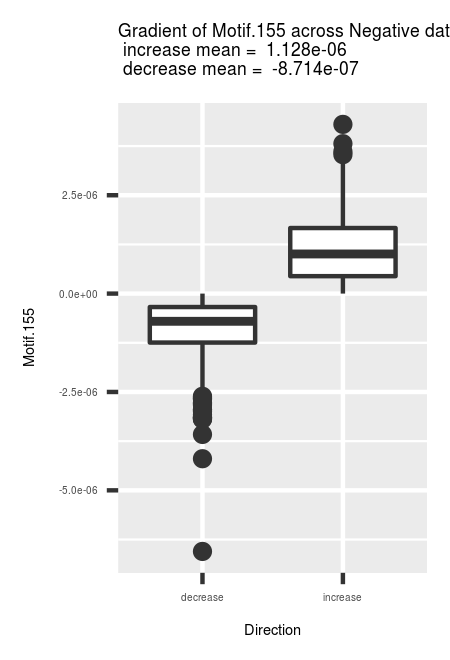 Gradient of Motif.155 across Negative dat
increase mean =  1.128e-06
decrease mean =  -8.714e-07
2.5e-06
0.0e+00
-2.5e-06
-5.0e-06
Motif.155
decrease
increase
Direction